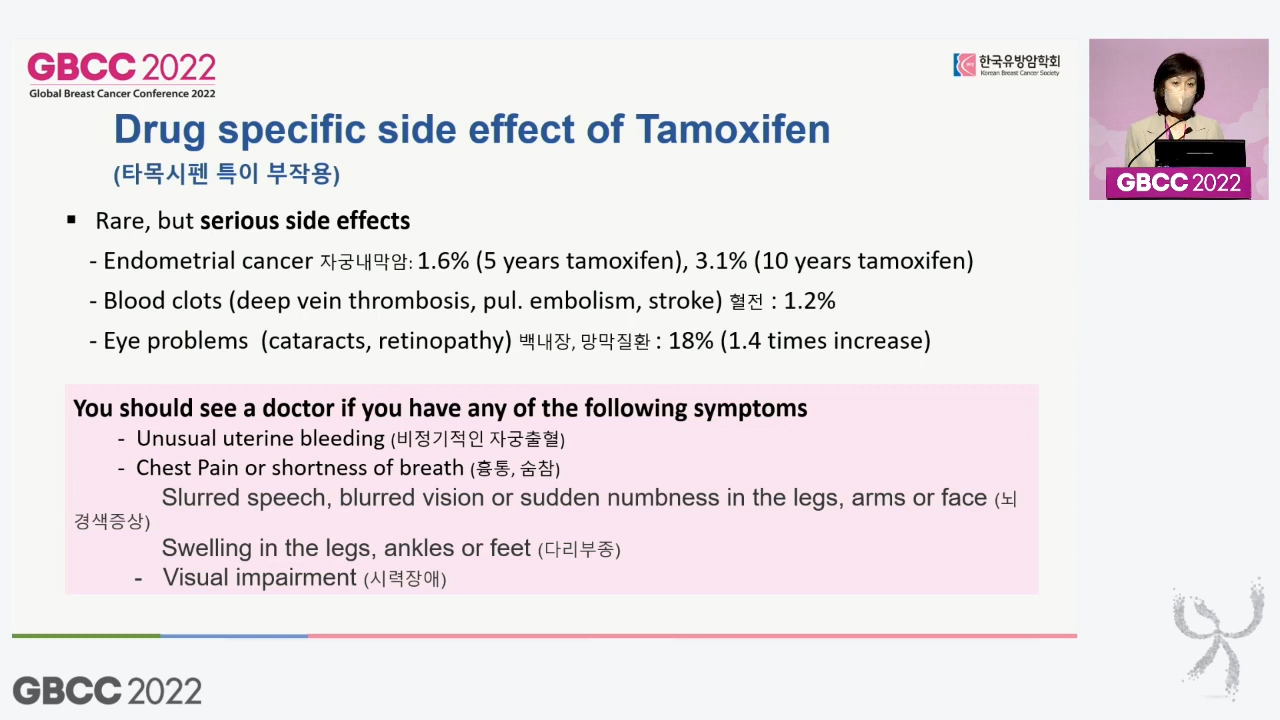 GBCC 2022
Global Breast Cancer Conference 2022
한국유방암학회
Korean Breast Cancer Society
Drug specific side effect of Tamoxifen
(타목시펜 특이 부작용)
▪ Rare, but serious side effects
- Endometrial cancer 자궁내막암: 1.6% (5 years tamoxifen), 3.1% (10 years tamoxifen)
- Blood clots (deep vein thrombosis, pul. embolism, stroke) 혈전 : 1.2%
- Eye problems (cataracts, retinopathy) 백내장, 망막질환 : 18% (1.4 times increase)
You should see a doctor if you have any of the following symptoms
- Unusual uterine bleeding (비정기적인 자궁출혈)
- Chest Pain or shortness of breath (흉통, 숨참)
Slurred speech, blurred vision or sudden numbness in the legs, arms or face (뇌
경색증상)
Swelling in the legs, ankles or feet (다리부종)
- Visual impairment (시력장애)
GBCC 2022
GBCC 2022